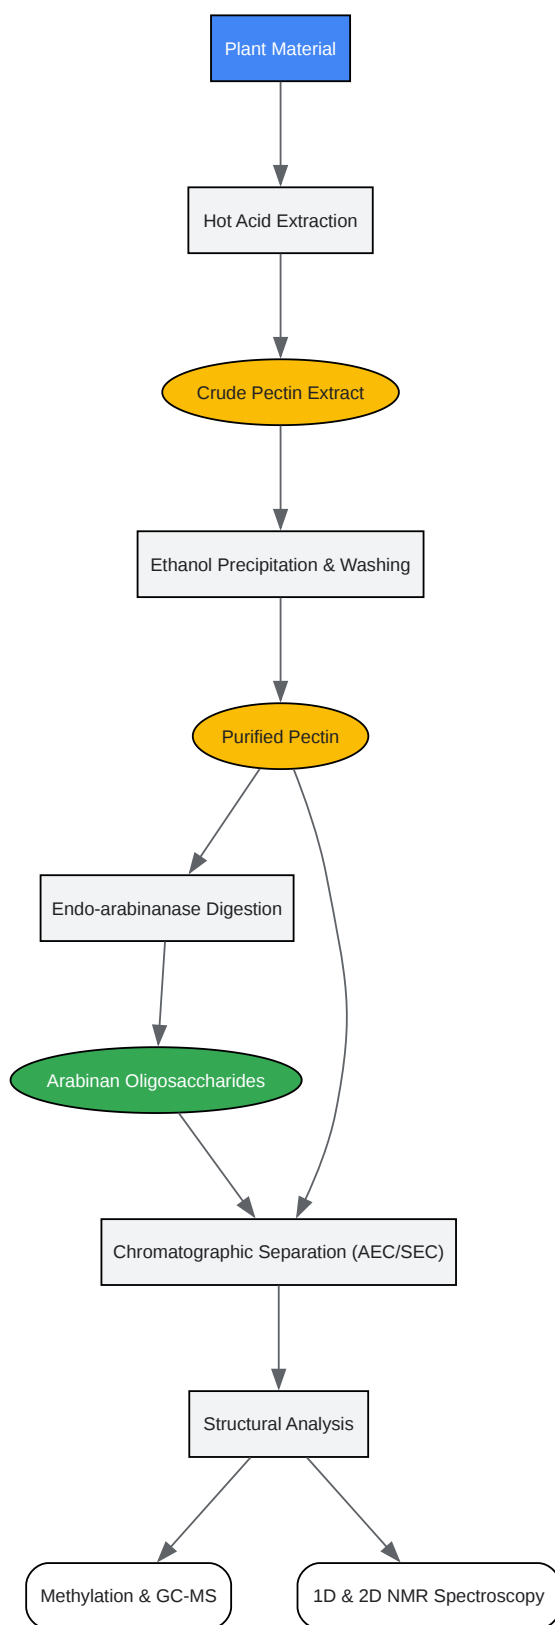 Plant Material
Hot Acid Extraction
Crude Pectin Extract
Ethanol Precipitation & Washing
Purified Pectin
Endo-arabinanase Digestion
Arabinan Oligosaccharides
Chromatographic Separation (AEC/SEC)
Structural Analysis
Methylation & GC-MS
1D & 2D NMR Spectroscopy